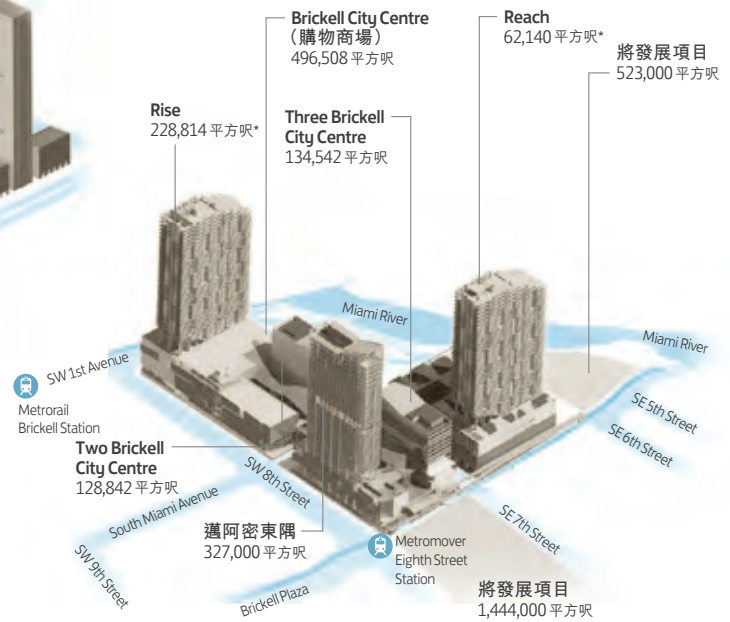 Brickell City Centre
（購物商場）
496,508 平方呎
Reach
62,140 平方呎*
將發展項目
523,000 平方呎
Rise
228,814 平方呎*
Three Brickell
City Centre
134,542 平方呎
Miami River
Miami River
SW 1st Avenue
Metrorail
Brickell Station
SE 5th Street
SE 6th Street
Two Brickell
City Centre
128,842 平方呎
SW 8th Street
South Miami Avenue
SW 9th Street
邁阿密東隅
327,000 平方呎
Metromover
Eighth Street
Station
SE 7th Street
Brickell Plaza
將發展項目
1,444,000 平方呎